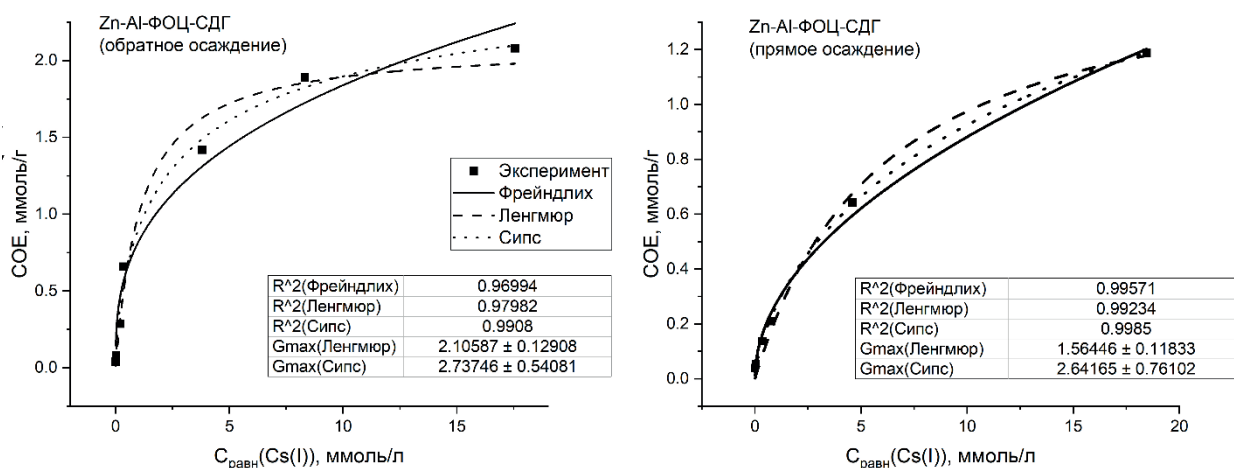 Zn-Al-ФОЦ-СДГ
(обратное осаждение)
СОЕ, ммоль/г
2.0
1.5
1.0
0.5
0.0
Эксперимент
Фрейндлих
Ленгмюр
Сипс
R^2(Фрейндлих) 0.96994
R^2(Ленгмюр) 0.97982
R^2(Сипс) 0.9908
Gmax(Ленгмюр) 2.10587 ± 0.12908
Gmax(Сипс) 2.73746 ± 0.54081
0 5 10 15
Cравн(Cs(I)), ммоль/л
Zn-Al-ФОЦ-СДГ
(прямое осаждение)
СОЕ, ммоль/г
1.2
1.0
0.8
0.6
0.4
0.2
0.0
R^2(Фрейндлих) 0.99571
R^2(Ленгмюр) 0.99234
R^2(Сипс) 0.9985
Gmax(Ленгмюр) 1.56446 ± 0.11833
Gmax(Сипс) 2.64165 ± 0.76102
0 5 10 15 20
Cравн(Cs(I)), ммоль/л